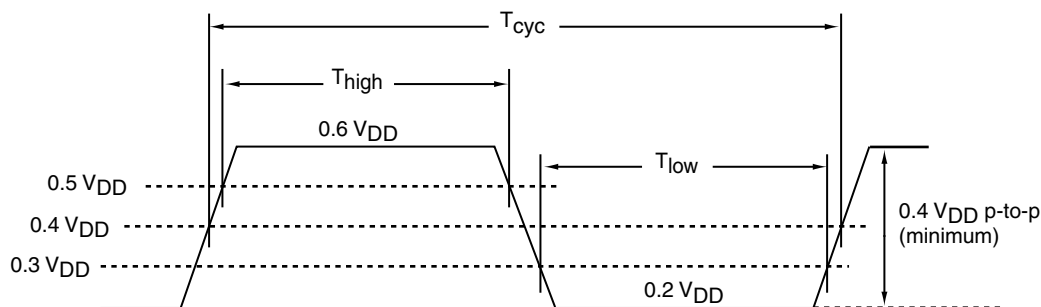 Tcyc
Thigh
0.6 VDD
Tlow
0.5 VDD
0.4 VDD
0.4 VDD p-to-p
(minimum)
0.3 VDD
0.2 VDD